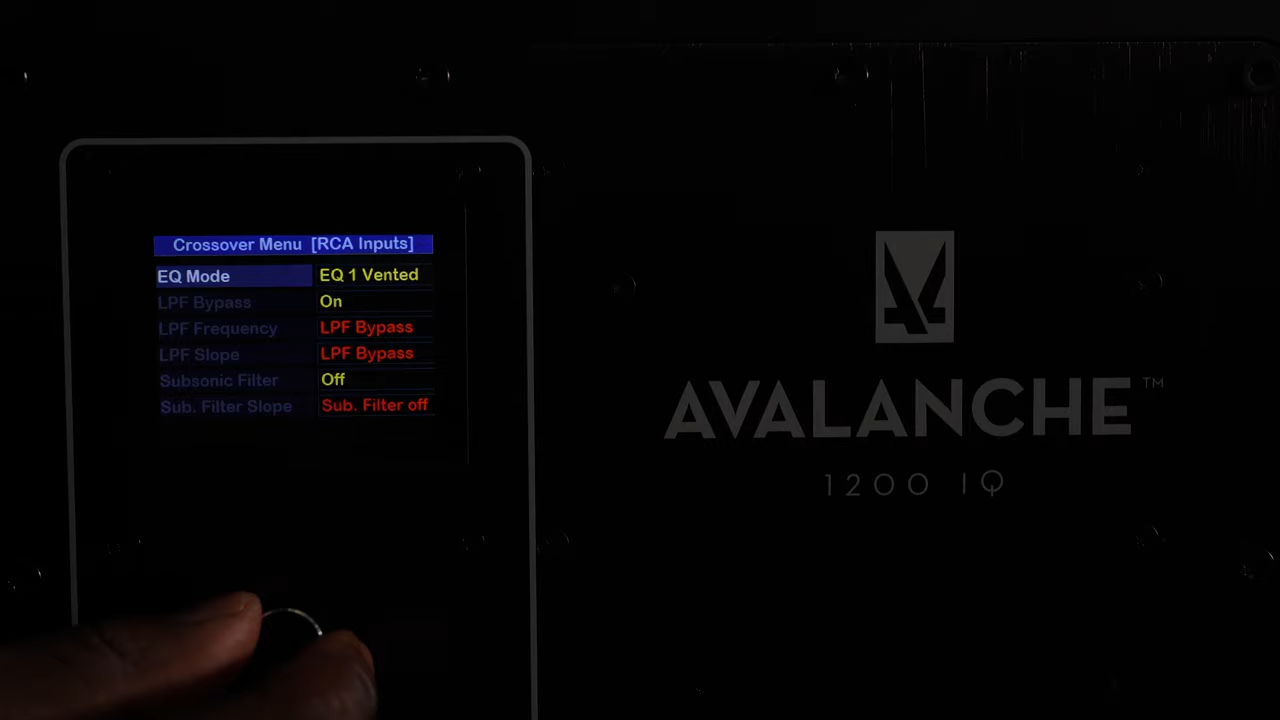 Crossover Menu [RCA Inputs]
EQ Mode EQ 1 Vented
LPF Bypass On
LPF Frequency LPF Bypass
LPF Slope LPF Bypass
Subsonic Filter Off
Sub. Filter Slope Sub. Filter off
AVALANCHE™
1200 IQ